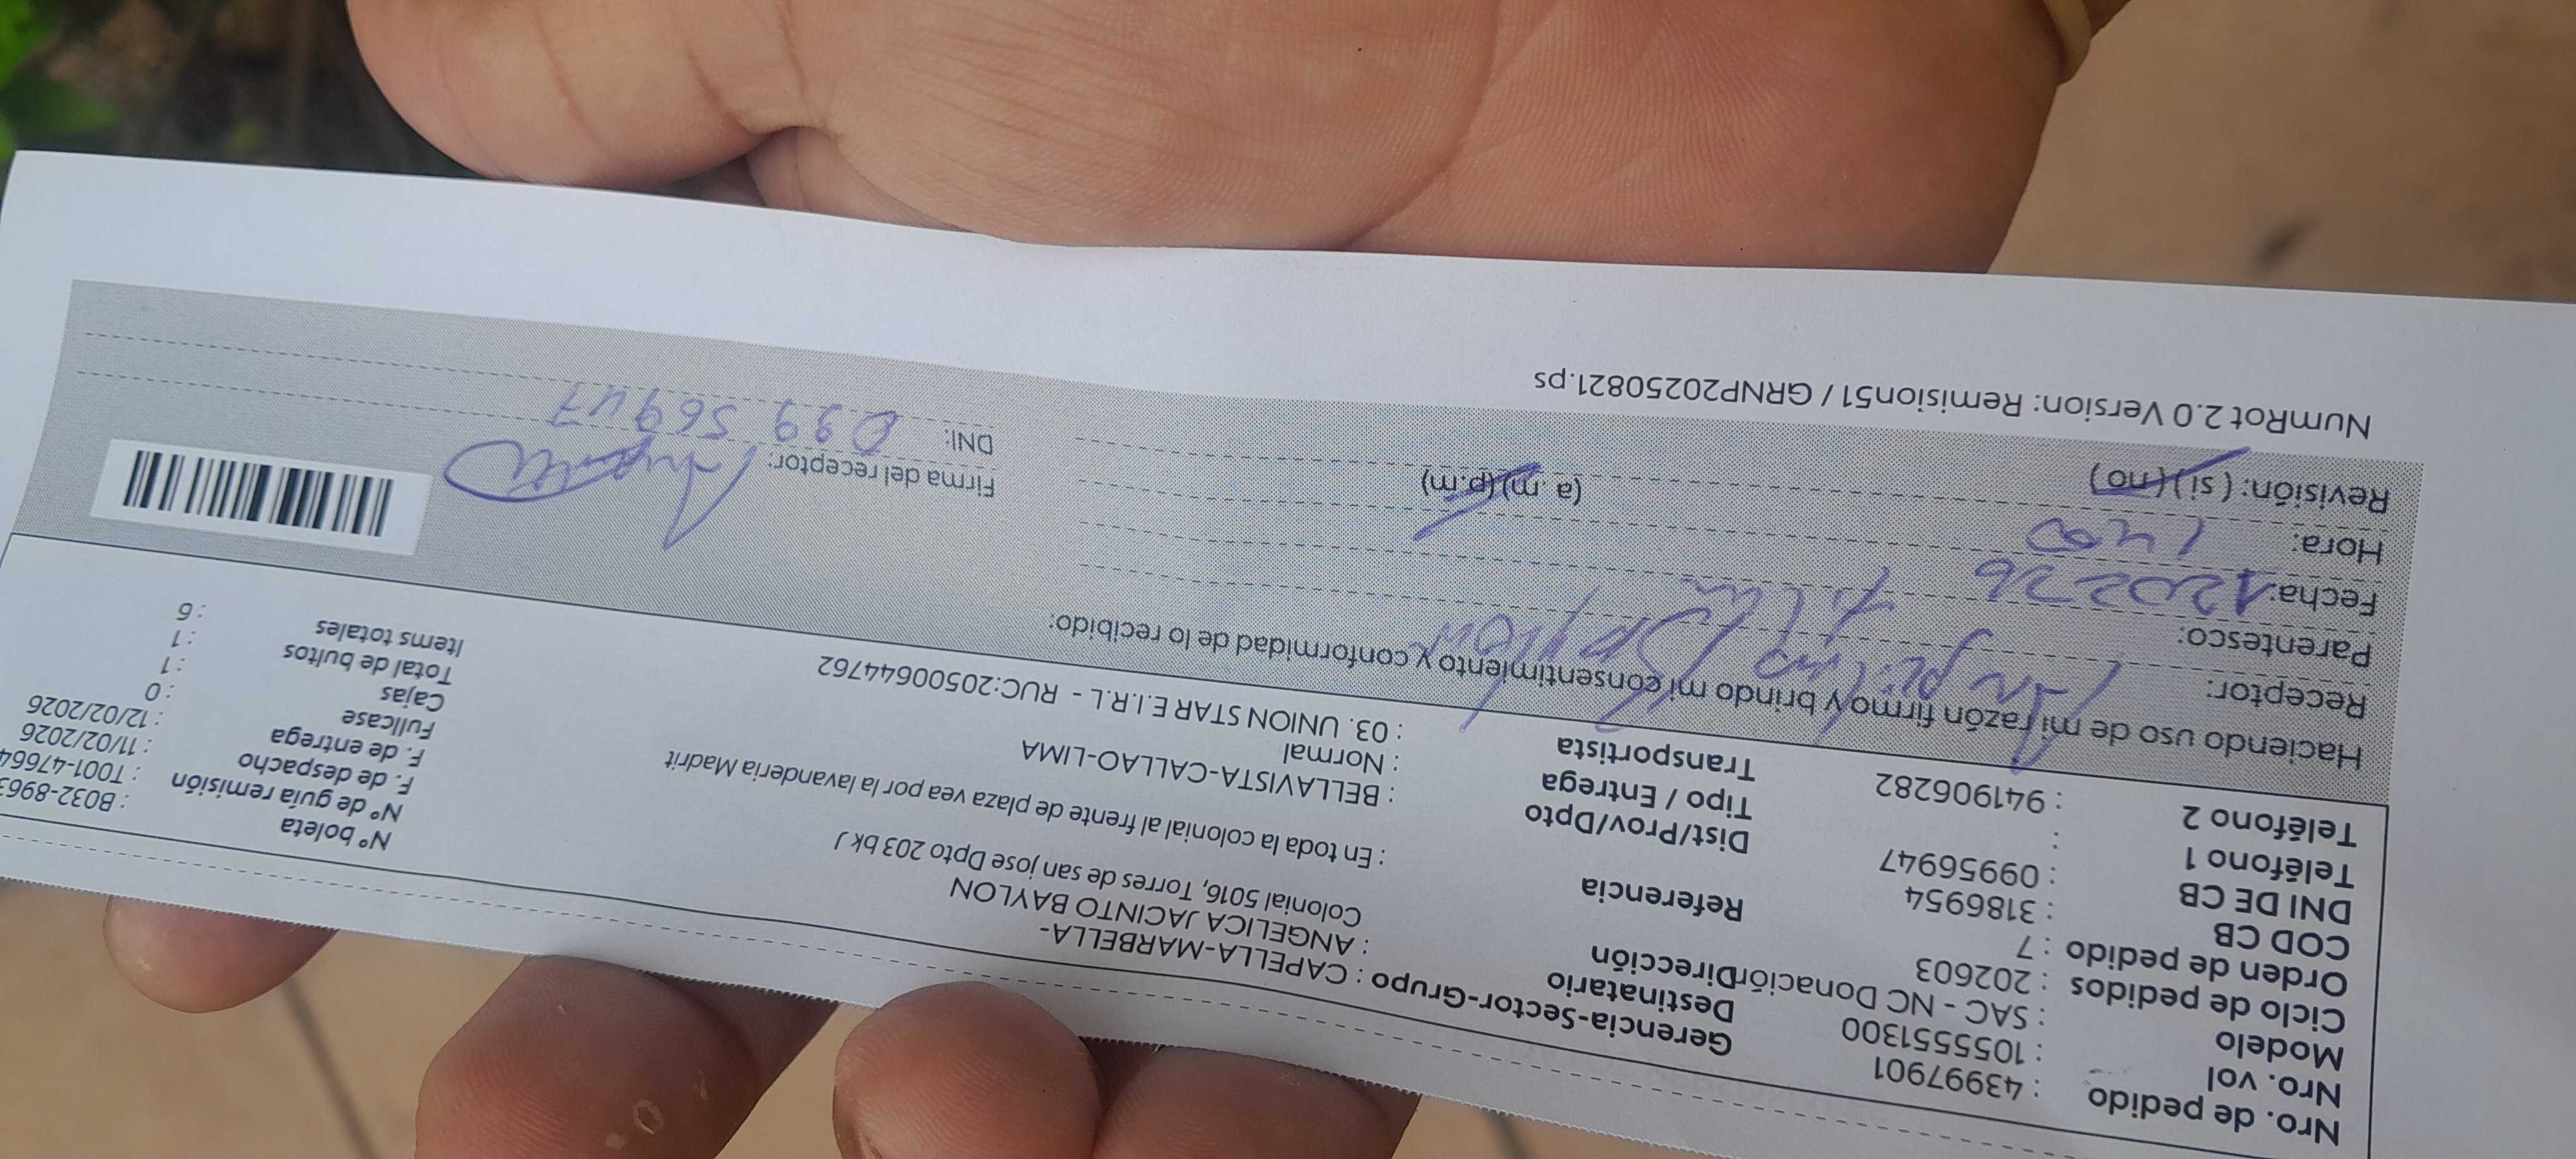 Nro. de pedido : 43997901
Nro. vol : 105551300
Modelo : SAC - NC Donación
Ciclo de pedidos : 202603
Orden de pedido : 7
COD CB : 3186954
DNI DE CB : 09956947
Teléfono 1 :
Teléfono 2 : 941906282
Gerencia-Sector-Grupo : CAPELLA-MARBELLA-
Destinatario : ANGELICA JACINTO BAYLON
Dirección Colonial 5016, Torres de san jose Dpto 203 bk J
Referencia : En toda la colonial al frente de plaza vea por la lavanderia Madrit
Dist/Prov/Dpto : BELLAVISTA-CALLAO-LIMA
Tipo / Entrega : Normal
Transportista : 03. UNION STAR E.I.R.L - RUC:20500644762
N° boleta : B032-896
N° de guía remisión : T001-47664
F. de despacho : 11/02/2026
F. de entrega : 12/02/2026
Fullcase : 0
Cajas : 1
Total de bultos : 1
Items totales : 6
Haciendo uso de mi razón firmo y brindo mi consentimiento y conformidad de lo recibido:
Receptor:
Parentesco:
Fecha: 120226
Hora: 1400 (a. m) (p.m)
Revisión: ( si ) ( no )
Firma del receptor:
DNI: 09956947
NumRot 2.0 Version: Remision51 / GRNP20250821.ps